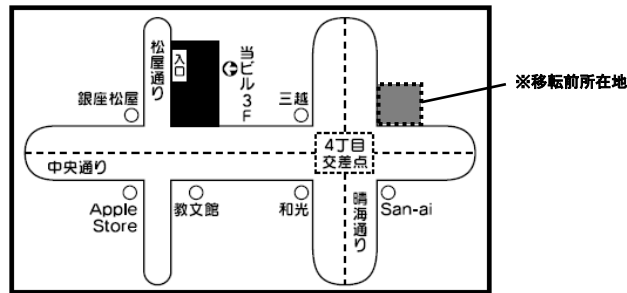 松屋通り
入口
当ビル3F
銀座松屋
三越
※移転前所在地
4丁目
交差点
中央通り
Apple
Store
教文館
和光
晴海通り
San-ai